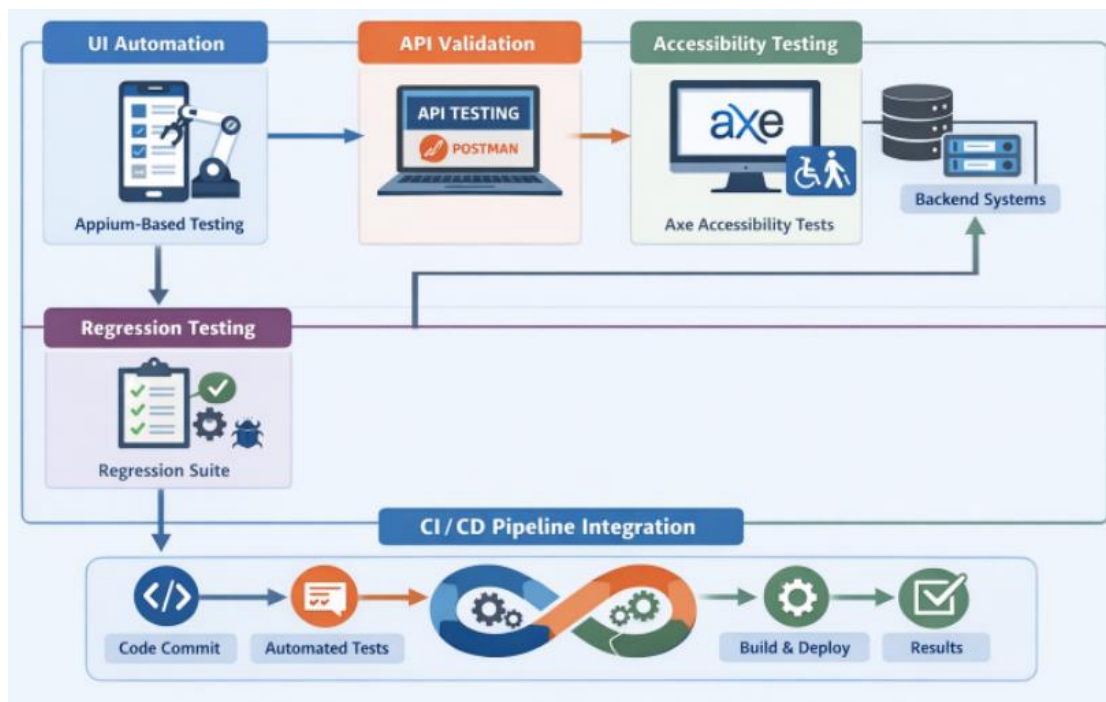 UI Automation
API Validation
Accessibility Testing
API TESTING
POSTMAN
axe
Appium-Based Testing
Axe Accessibility Tests
Backend Systems
Regression Testing
Regression Suite
CI/CD Pipeline Integration
</>
Code Commit
Automated Tests
Build & Deploy
Results